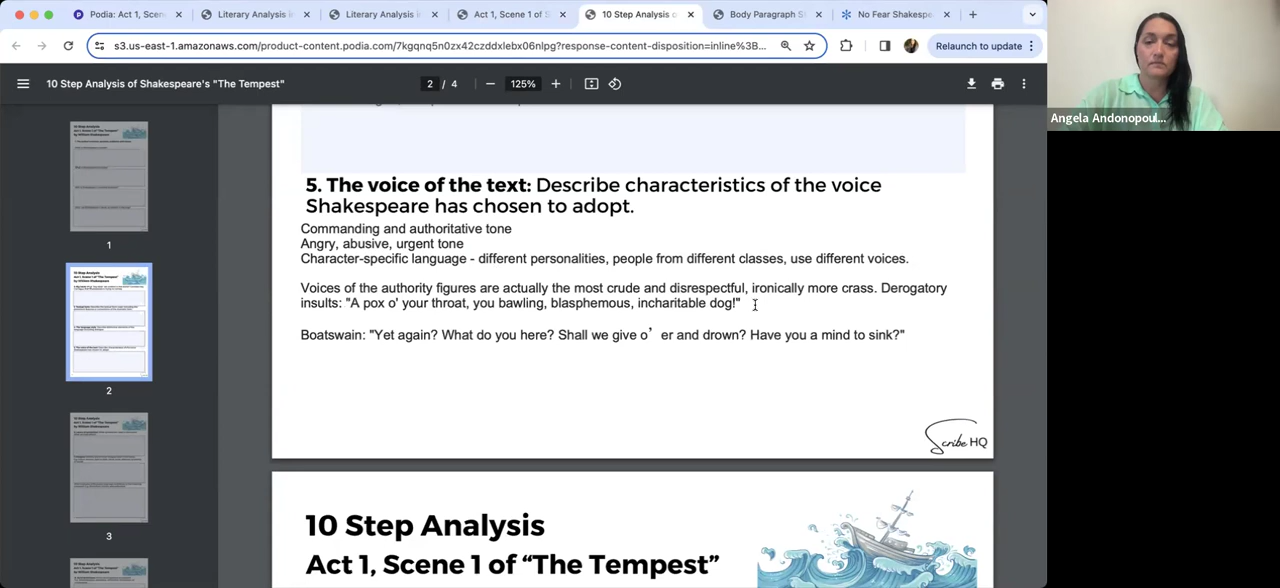 Podia: Act 1, Scen
Literary Analysis i
Literary Analysis i
Act 1, Scene 1 of S
10 Step Analysis o
Body Paragraph S
No Fear Shakespe
s3.us-east-1.amazonaws.com/product-content.podia.com/7kgqnq5n0zx42czddxlebx06nlpg?response-content-disposition=inline%3B...
Relaunch to update
10 Step Analysis of Shakespeare's "The Tempest"
2 / 4
125%
Angela Andonopoul...
1
2
3
5. The voice of the text: Describe characteristics of the voice
Shakespeare has chosen to adopt.
Commanding and authoritative tone
Angry, abusive, urgent tone
Character-specific language - different personalities, people from different classes, use different voices.
Voices of the authority figures are actually the most crude and disrespectful, ironically more crass. Derogatory
insults: "A pox o' your throat, you bawling, blasphemous, incharitable dog!"
Boatswain: "Yet again? What do you here? Shall we give o’ er and drown? Have you a mind to sink?"
Scribe HQ
10 Step Analysis
Act 1, Scene 1 of “The Tempest”